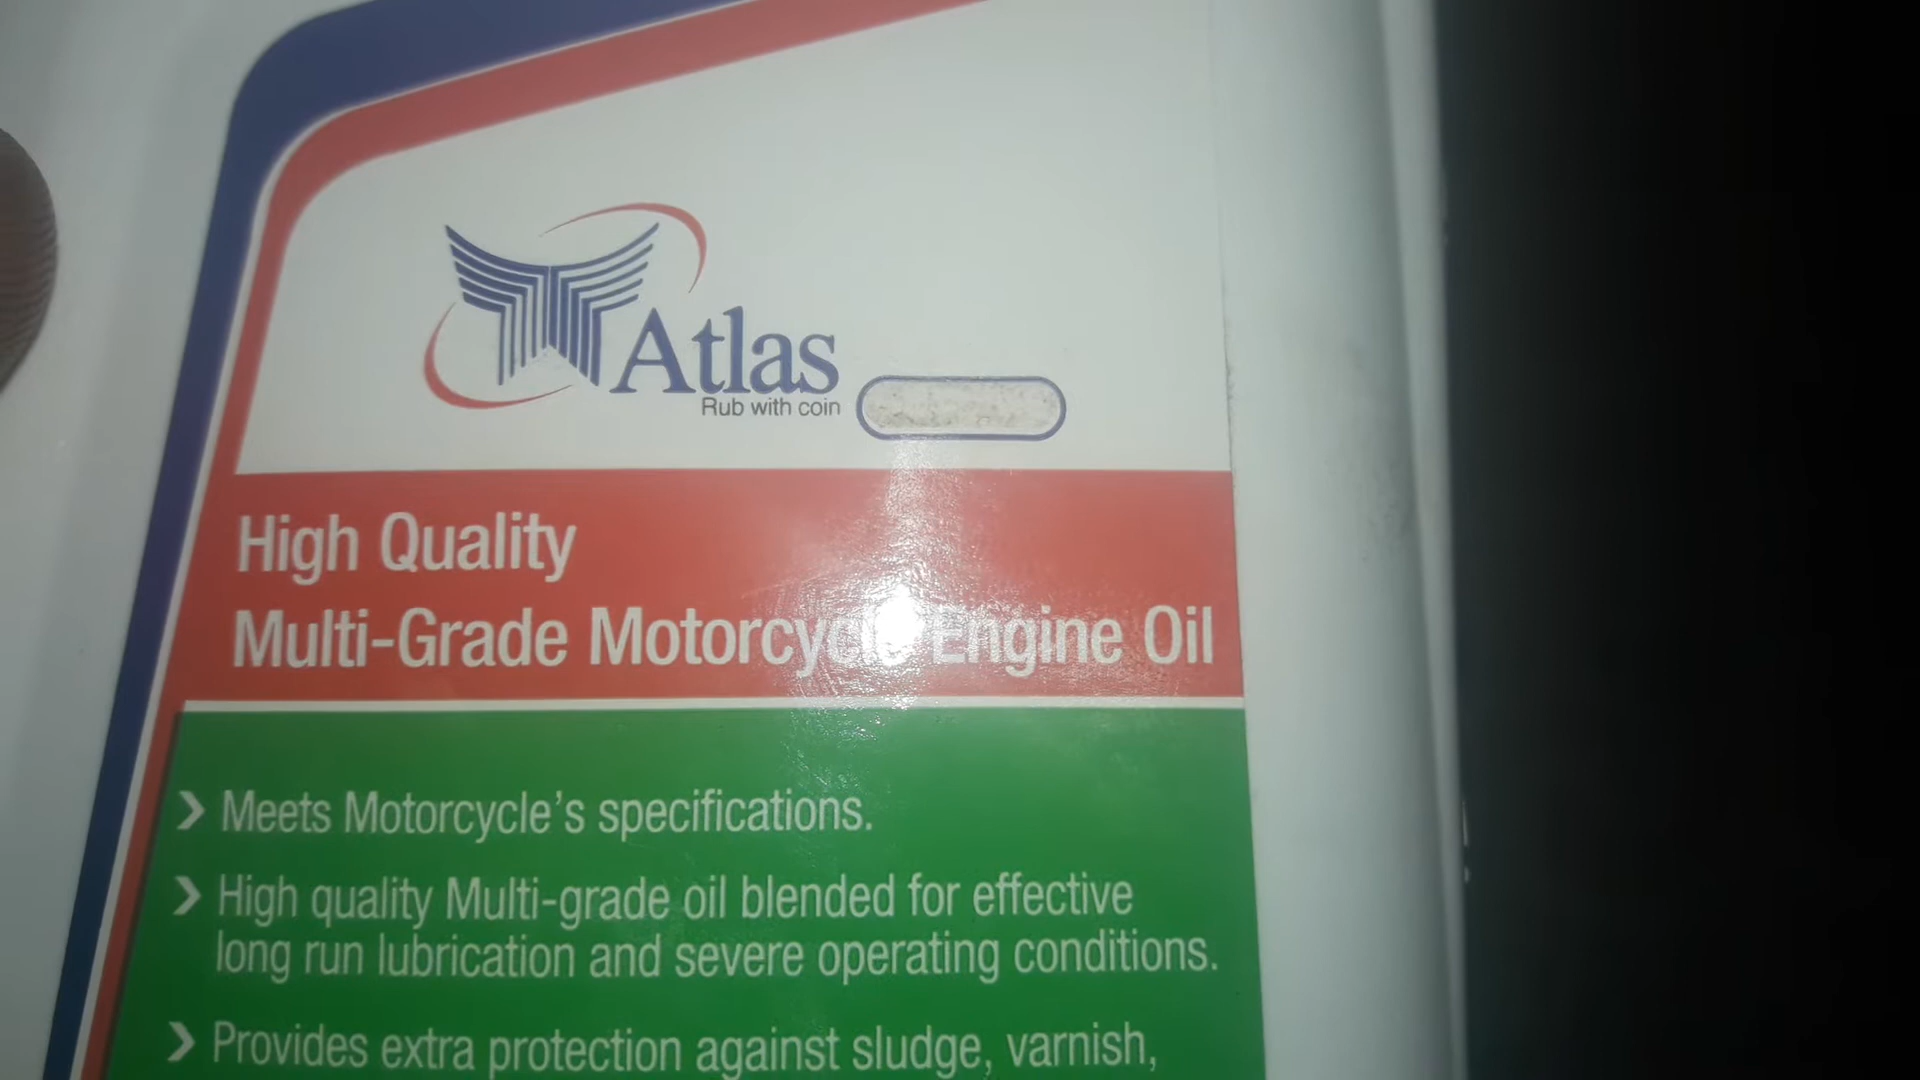 Atlas
Rub with coin
High Quality
Multi-Grade Motorcycle Engine Oil
Meets Motorcycle's specifications.
High quality Multi-grade oil blended for effective
long run lubrication and severe operating conditions.
Provides extra protection against sludge, varnish,